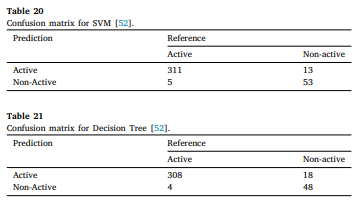 Table 20
Confusion matrix for SVM [52].
Prediction Reference
Active Non-active
Active 311 13
Non-Active 5 53
Table 21
Confusion matrix for Decision Tree [52].
Prediction Reference
Active Non-active
Active 308 18
Non-Active 4 48